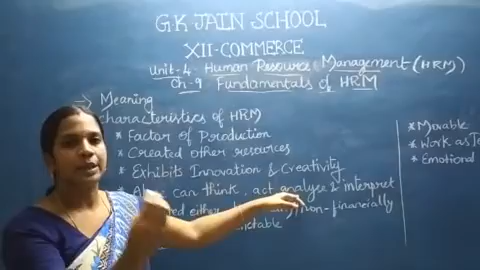 G.K JAIN SCHOOL
XII-COMMERCE
Unit-4 Human Resource Management (HRM)
Ch-9 Fundamentals of HRM
Meaning
characteristics of HRM
* Factor of Production
* Created other resources
* Exhibits Innovation & Creativity
* can think, act analyse & interpret
non-financially
* Movable
* Work as
* Emotional